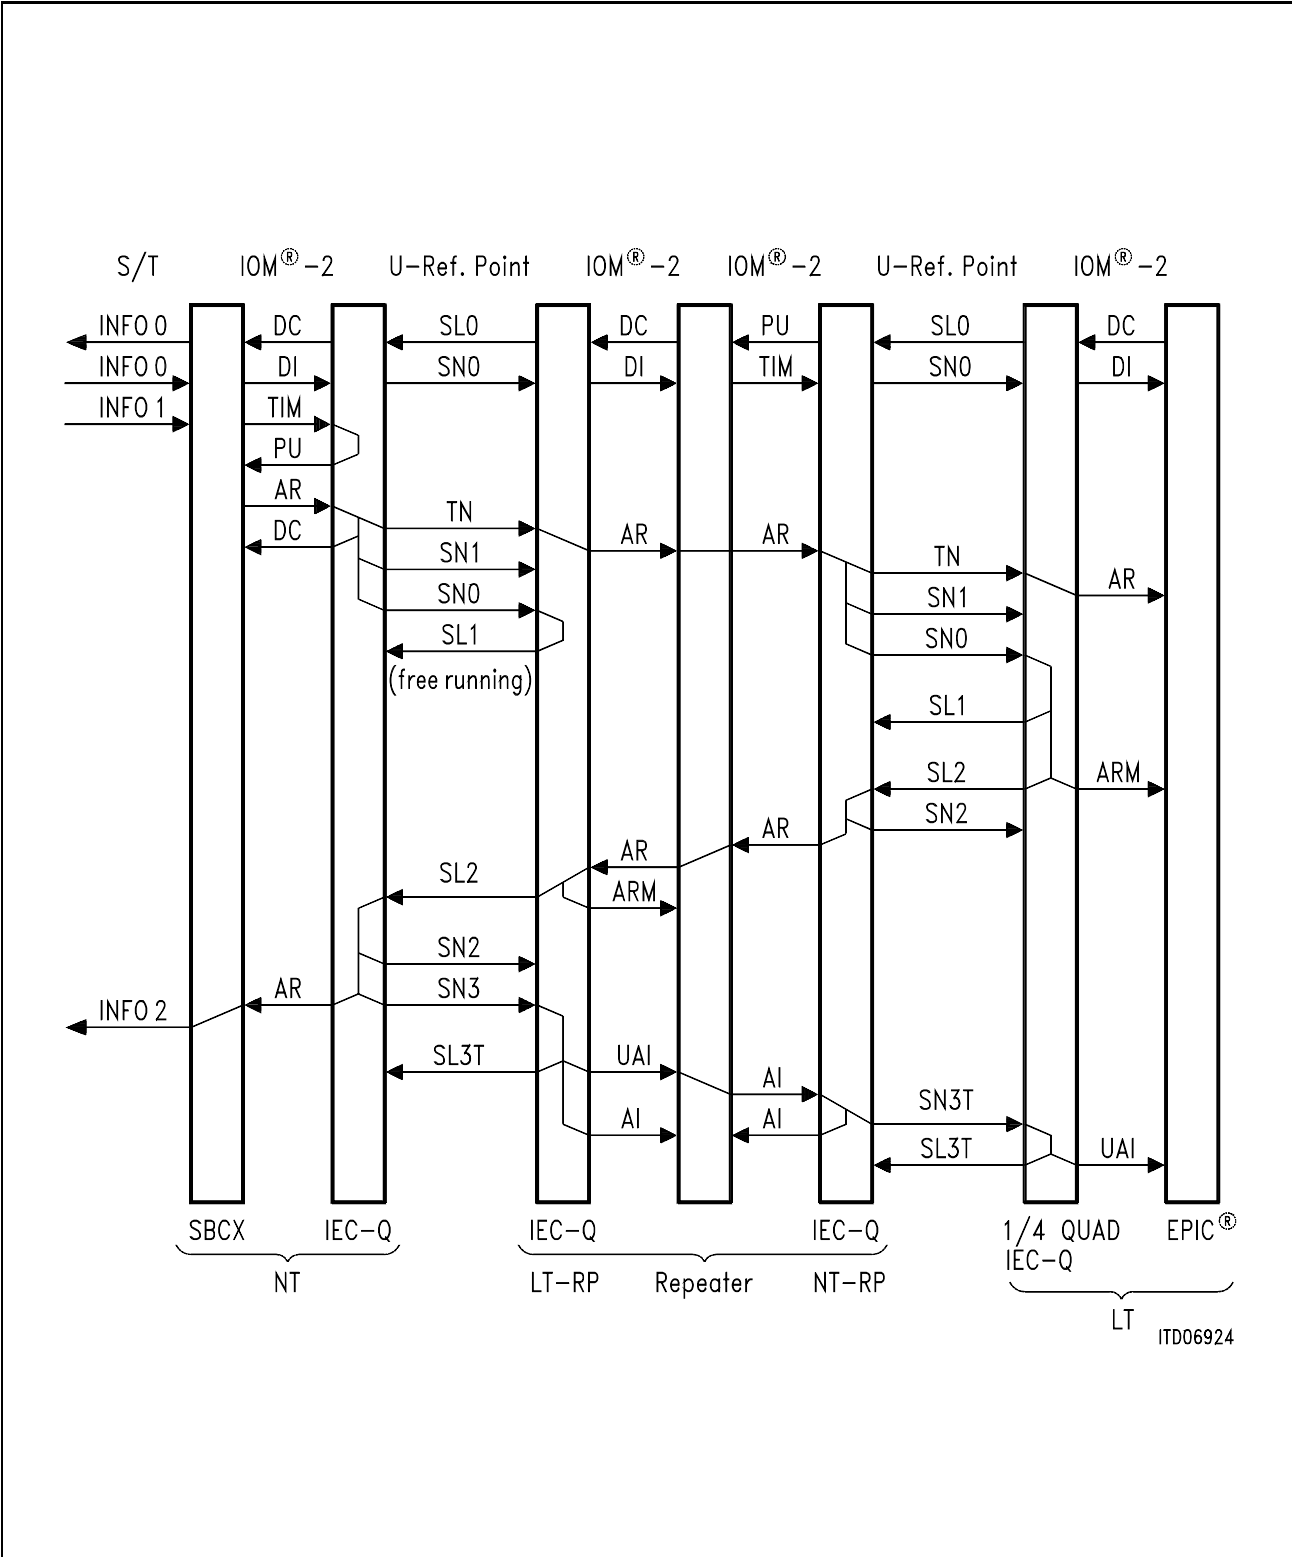 S/T IOM®-2 U-Ref. Point IOM®-2 IOM®-2 U-Ref. Point IOM®-2
INFO 0 DC SL0 DC PU SL0 DC
INFO 0 DI SN0 DI TIM SN0 DI
INFO 1 TIM
PU
AR
TN
DC
AR AR
SN1
TN
AR
SN0
SN1
SL1
SN0
(free running)
SL1
SL2 ARM
SN2
AR
AR
SL2
ARM
SN2
AR SN3
INFO 2
SL3T UAI
AI
SN3T
AI AI
SL3T UAI
SBCX IEC-Q IEC-Q IEC-Q 1/4 QUAD EPIC®
IEC-Q
NT LT-RP Repeater NT-RP
LT
ITD06924